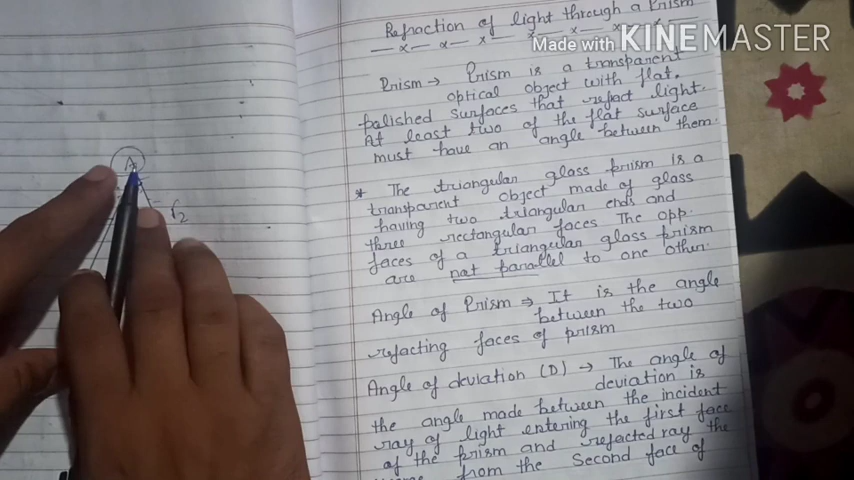 Refraction of light through a Prism
Made with KINEMASTER
Prism → Prism is a transparent
optical object with flat.
polished surfaces that refract light.
At least two of the flat surface
must have an angle between them.
* The triangular glass prism is a
transparent object made of glass
having two triangular ends and
three rectangular faces The opp.
faces of a triangular glass prism
are not parallel to one other.
Angle of Prism ⇒ It is the angle
between the two
refacting faces of prism
Angle of deviation (D) → The angle of
deviation is
the angle made between the incident
ray of light entering the first face
of the prism and refracted ray the
from the second face of
A
r2